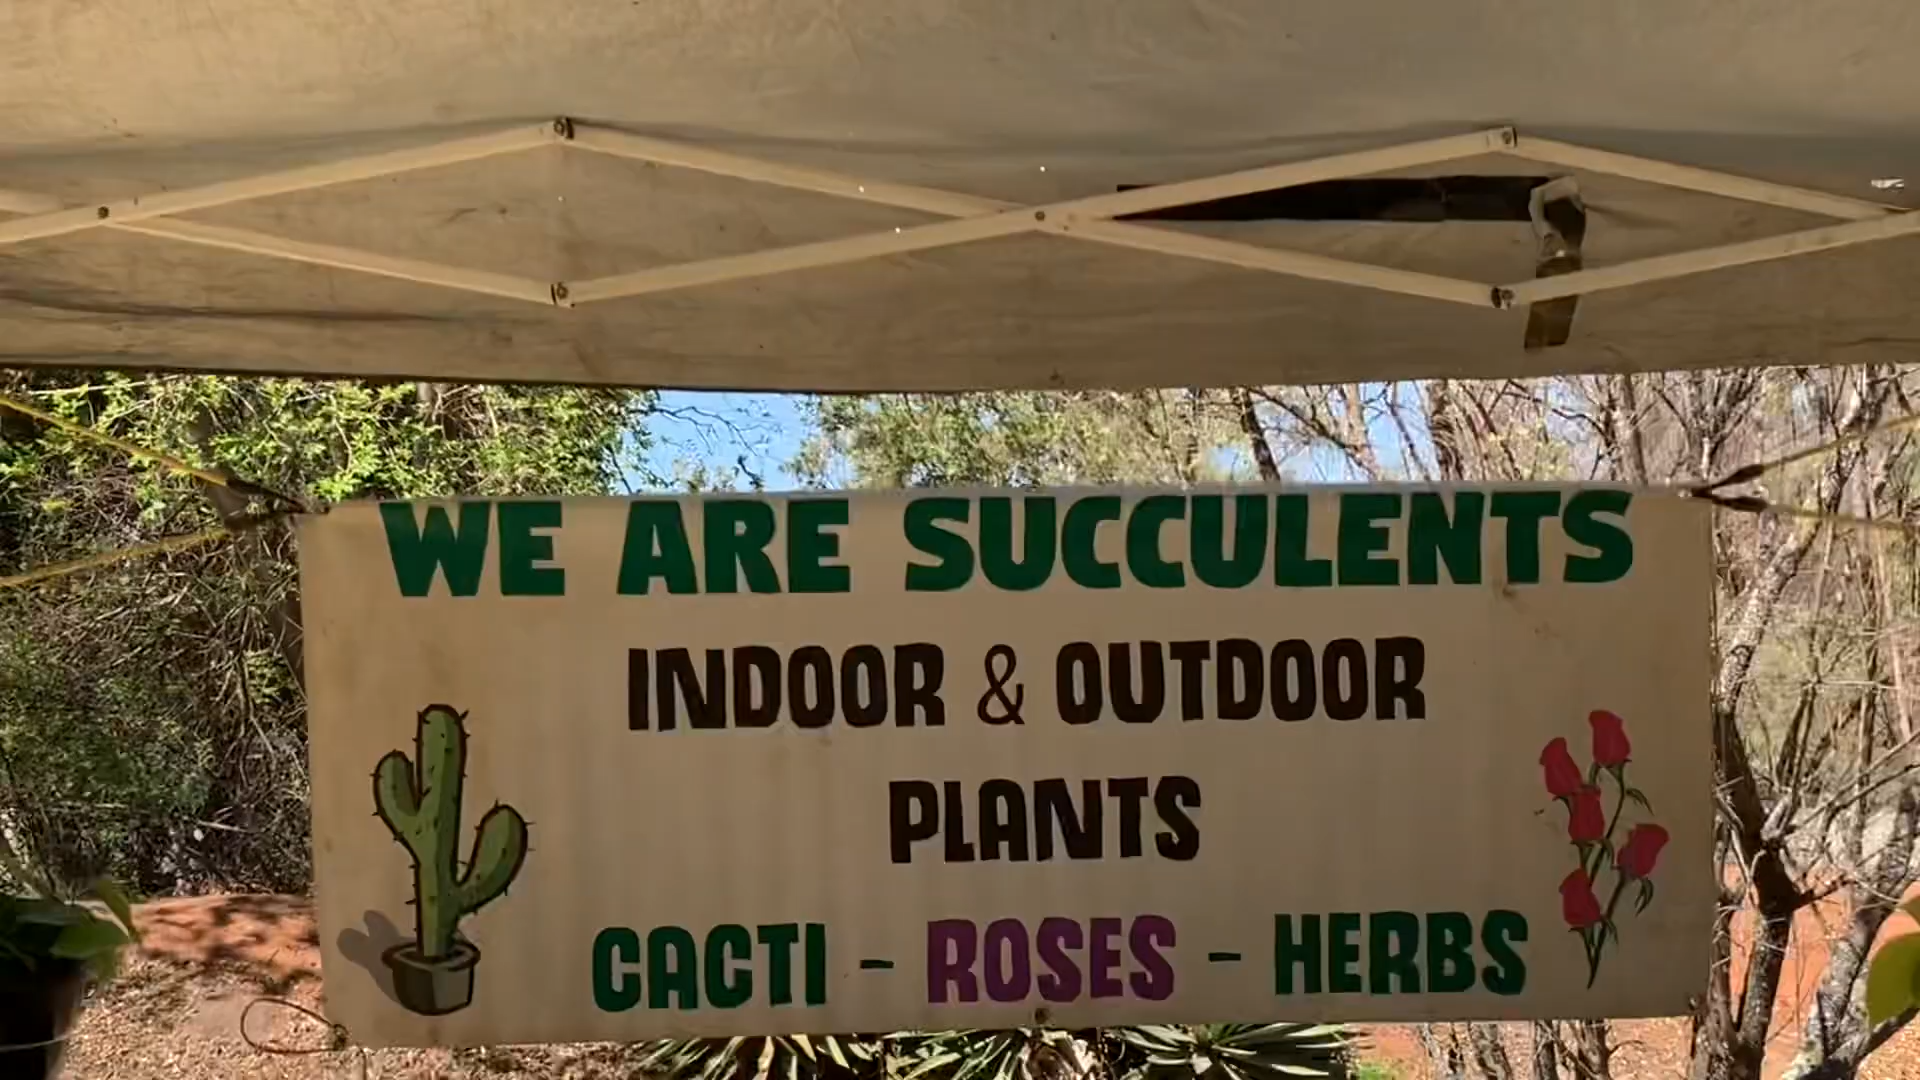 WE ARE SUCCULENTS
INDOOR & OUTDOOR
PLANTS
CACTI - ROSES - HERBS